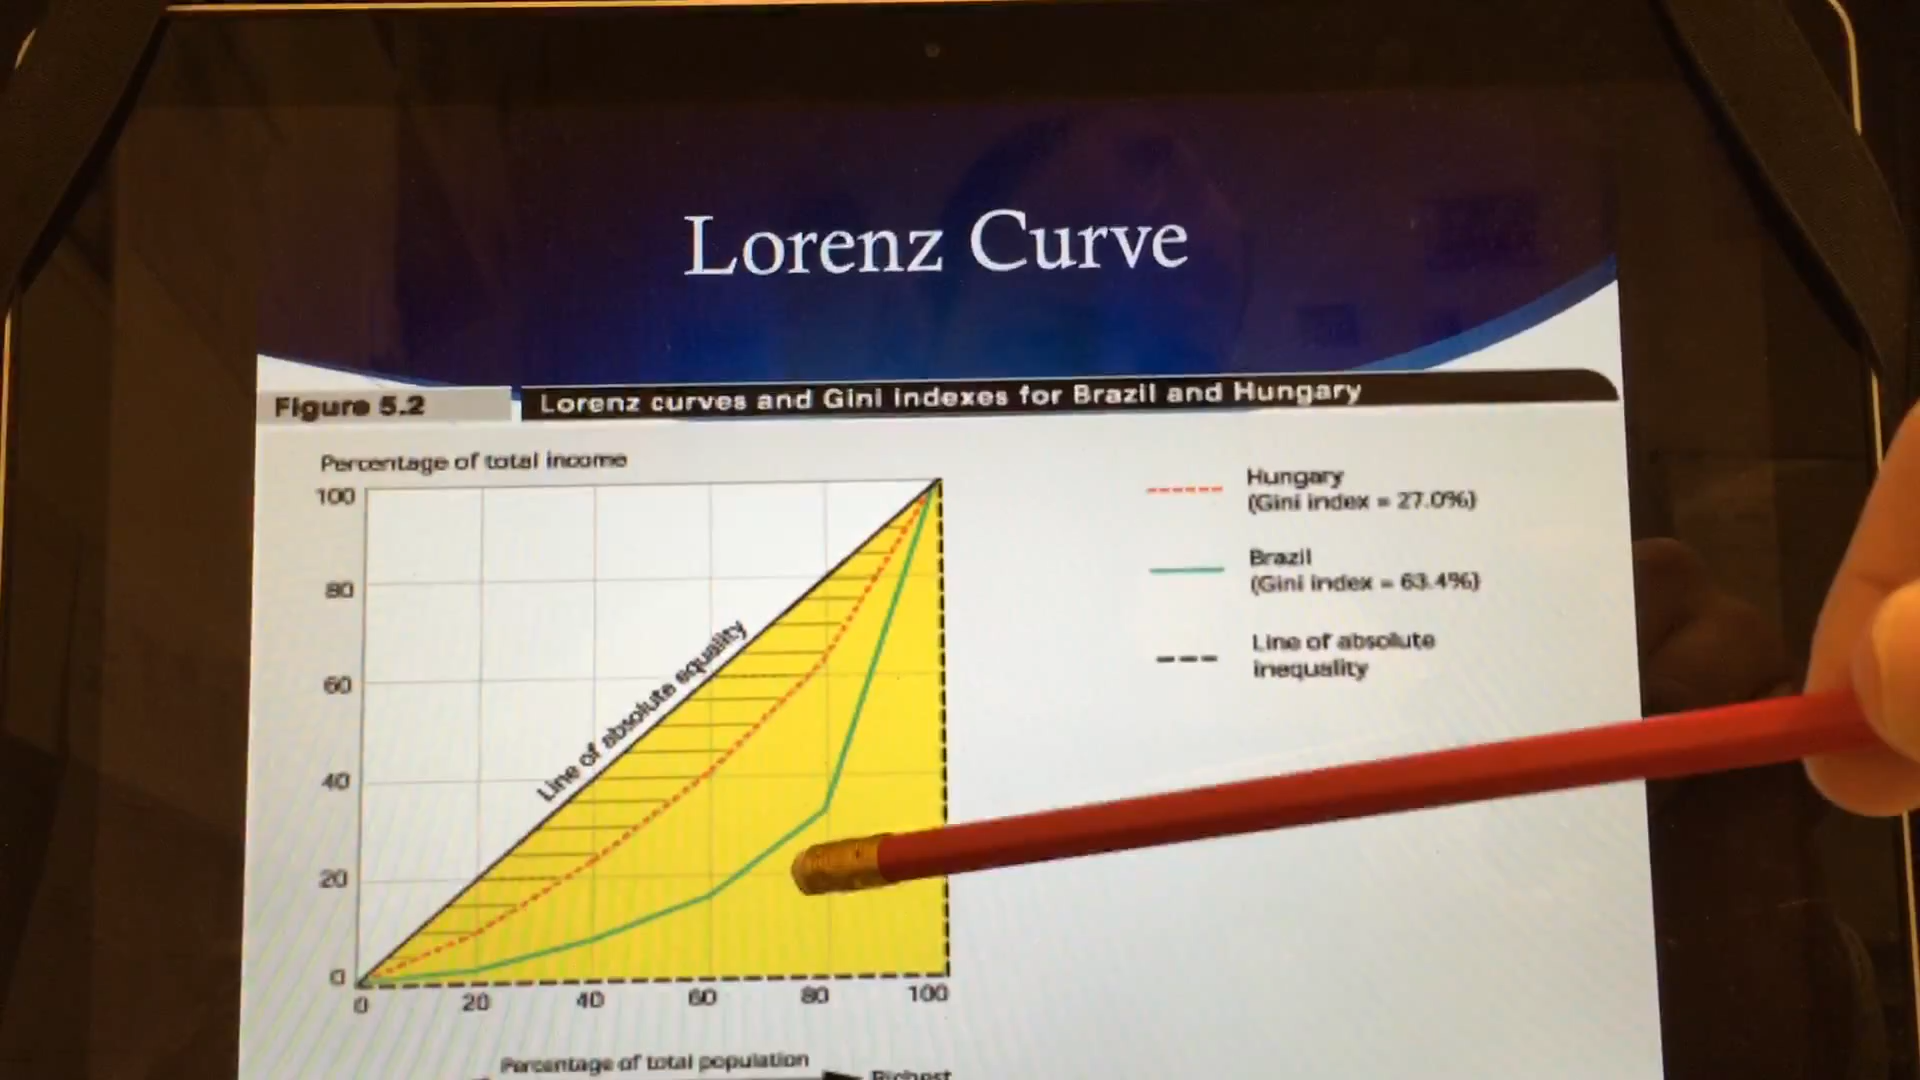 Lorenz Curve
Figure 5.2
Lorenz curves and Gini indexes for Brazil and Hungary
Percentage of total income
100
80
60
40
20
0
Line of absolute equality
0 20 40 60 80 100
Percentage of total population
Richest
Hungary
(Gini index = 27.0%)
Brazil
(Gini index = 63.4%)
Line of absolute
inequality